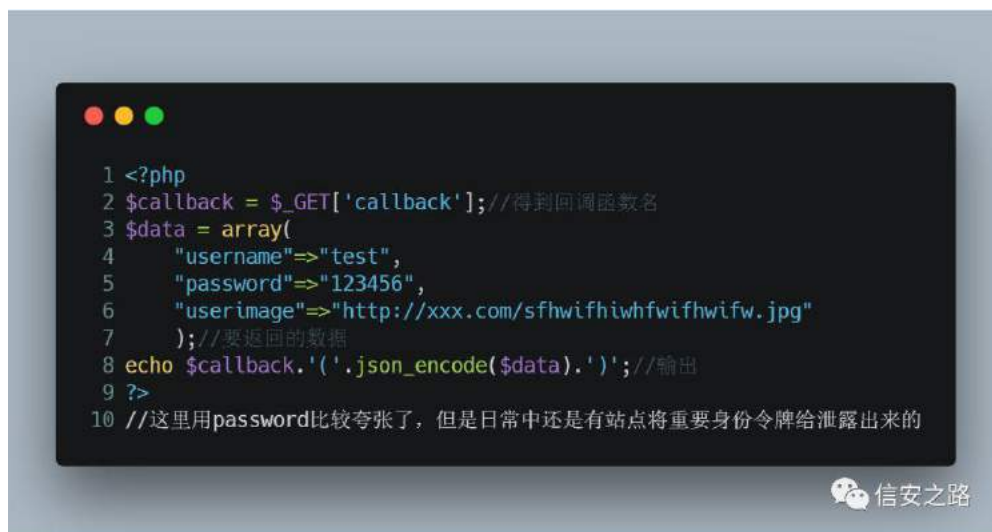 1 <?php
2 $callback = $_GET['callback'];//得到回调函数名
3 $data = array(
4 "username"=>"test",
5 "password"=>"123456",
6 "userimage"=>"http://xxx.com/sfhwifhiwhfwifhwifw.jpg"
7 );//要返回的数据
8 echo $callback.'('.json_encode($data).')';//输出
9 ?>
10 //这里用password比较夸张了，但是日常中还是有站点将重要身份令牌给泄露出来的
信安之路